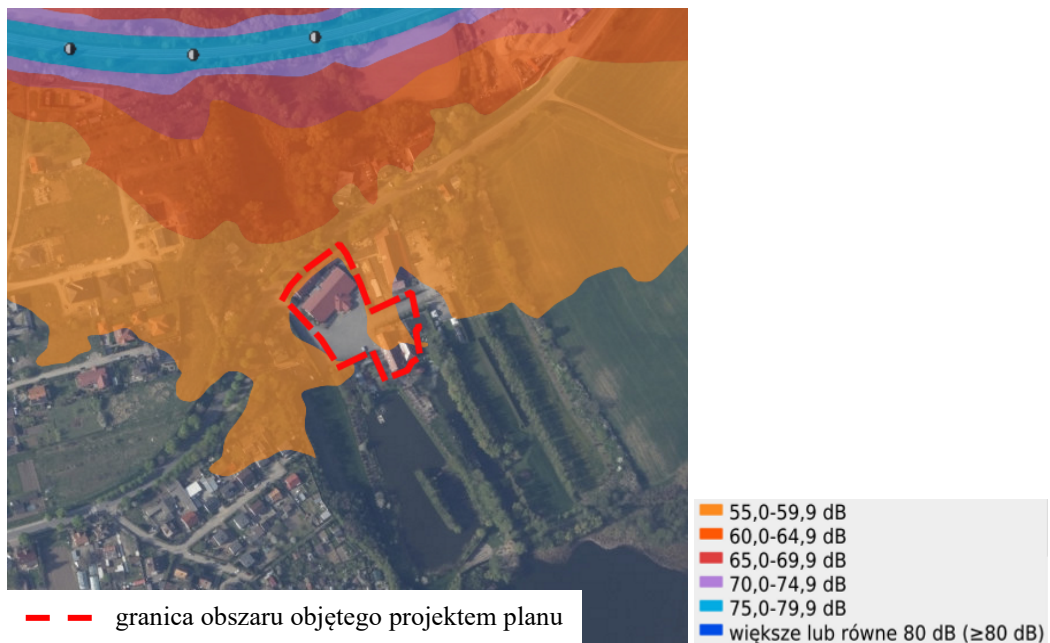 55,0-59,9 dB
60,0-64,9 dB
65,0-69,9 dB
70,0-74,9 dB
75,0-79,9 dB
większe lub równe 80 dB (≥80 dB)
granica obszaru objętego projektem planu